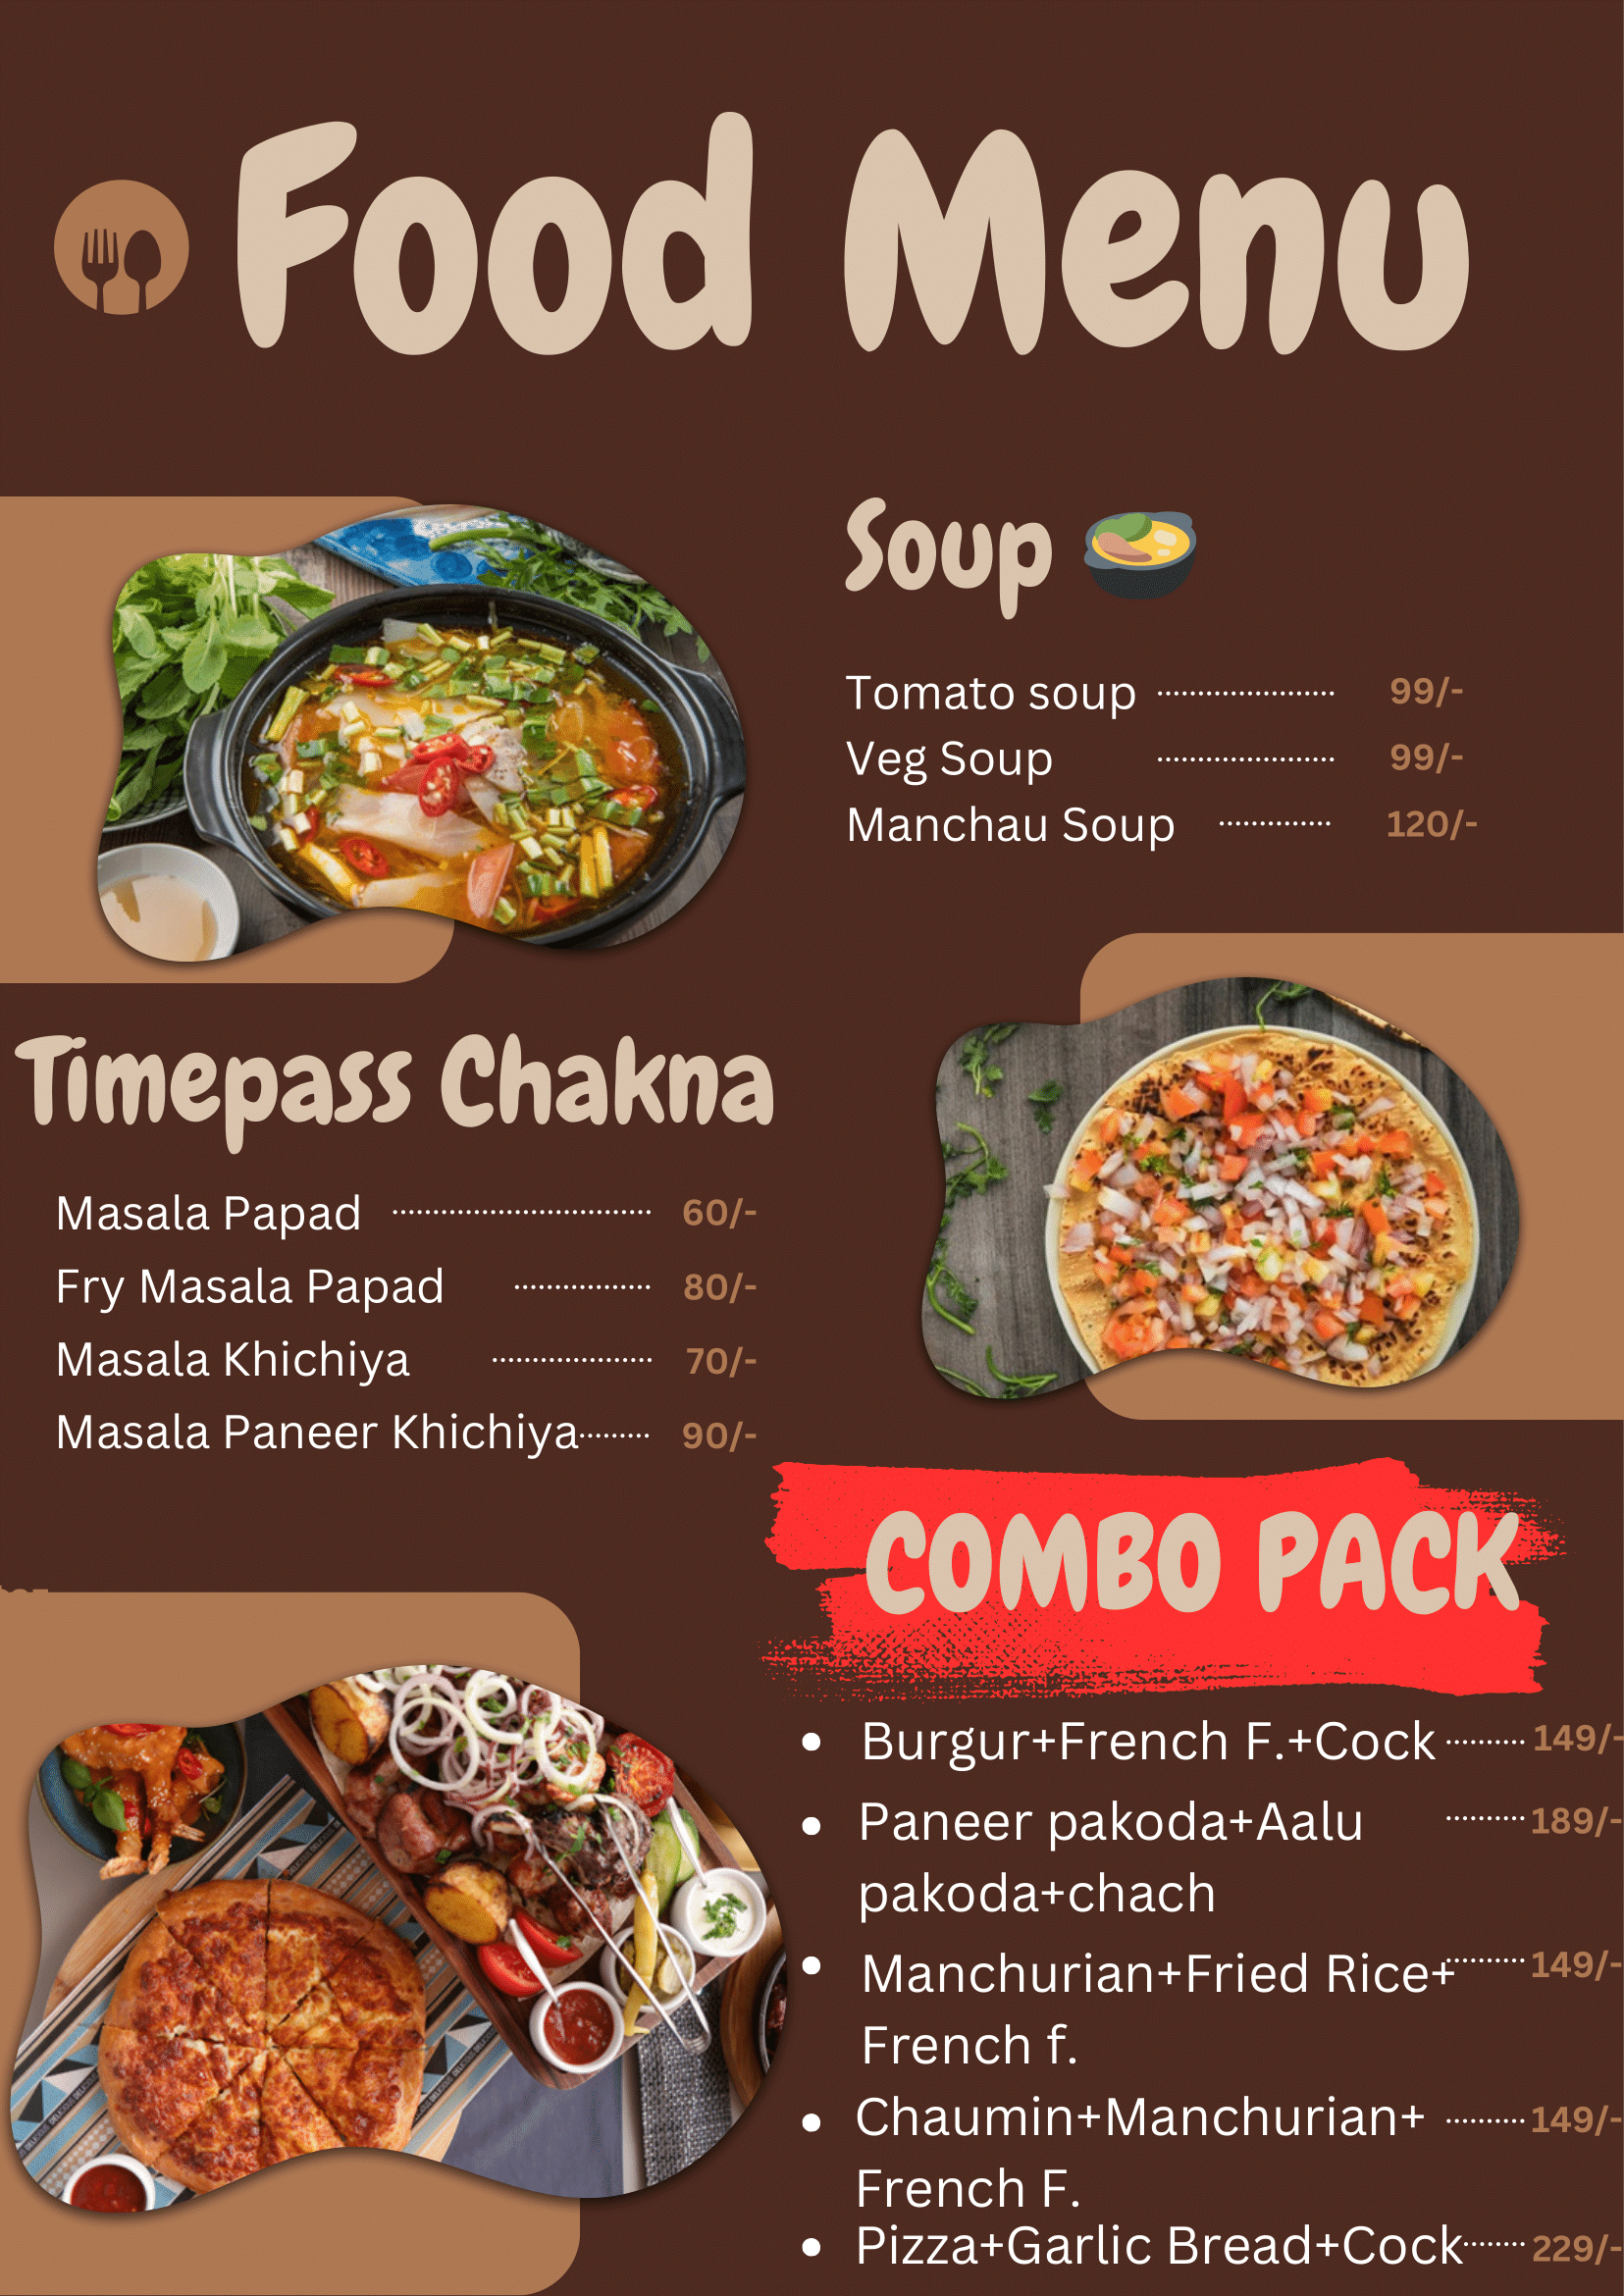 Food Menu
Soup
Tomato soup 99/-
Veg Soup 99/-
Manchau Soup 120/-
Timepass Chakna
Masala Papad 60/-
Fry Masala Papad 80/-
Masala Khichiya 70/-
Masala Paneer Khichiya 90/-
COMBO PACK
Burgur+French F.+Cock 149/-
Paneer pakoda+Aalu 189/-
pakoda+chach
Manchurian+Fried Rice+ 149/-
French f.
Chaumin+Manchurian+ 149/-
French F.
Pizza+Garlic Bread+Cock 229/-